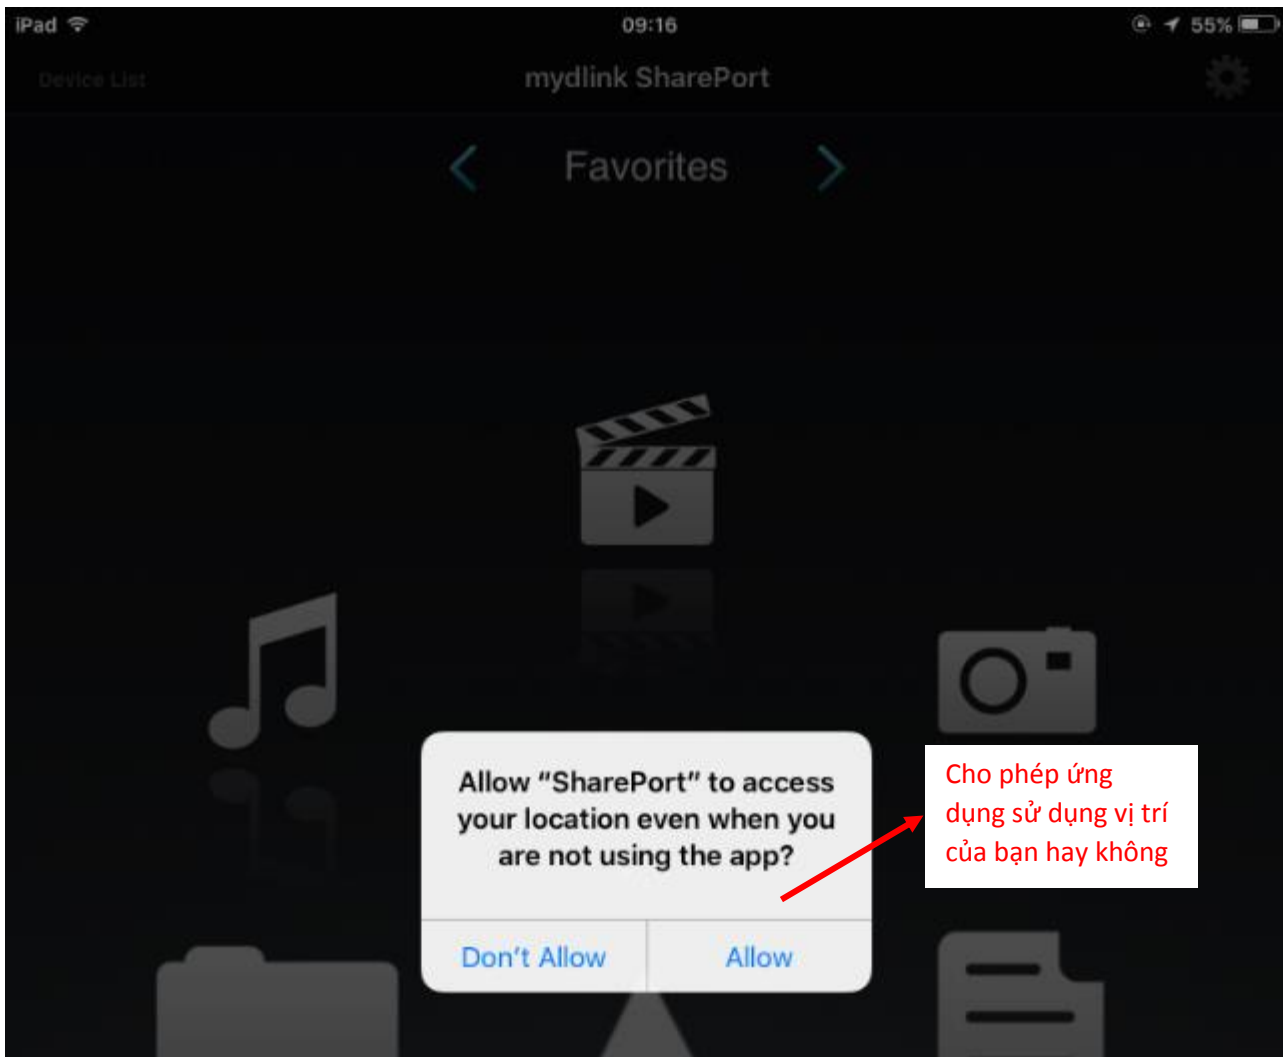 iPad 09:16 55%
Device List mydlink SharePort
Favorites
Allow “SharePort” to access
your location even when you
are not using the app?
Don’t Allow Allow
Cho phép ứng
dụng sử dụng vị trí
của bạn hay không